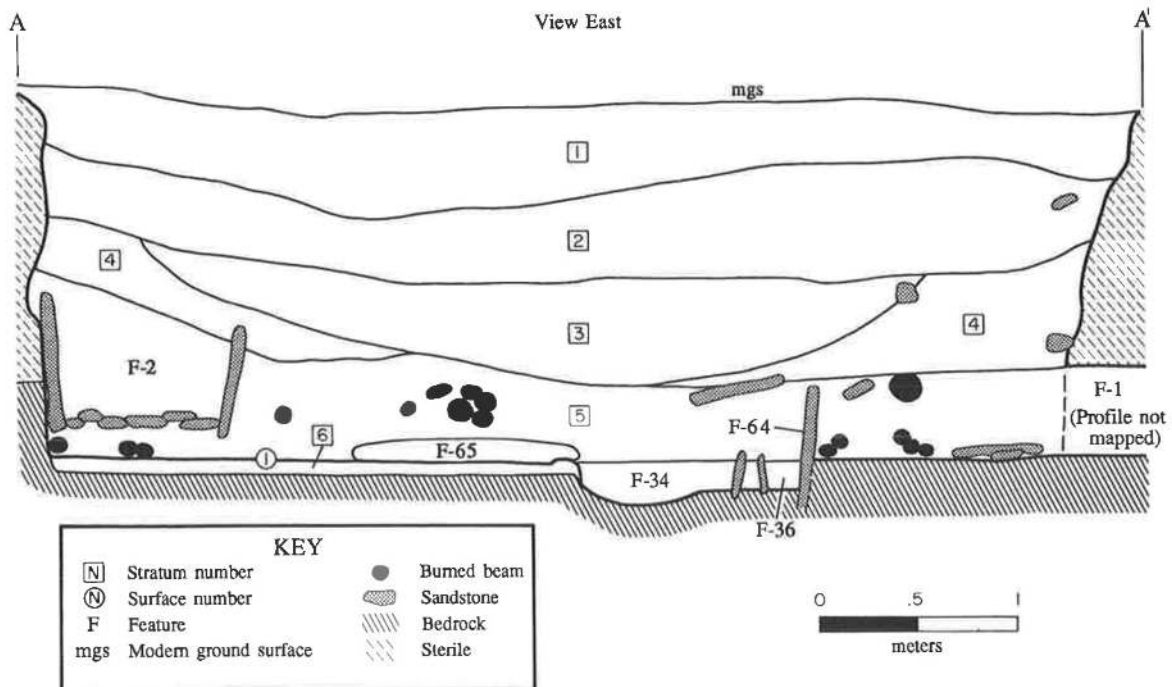 A
View East
A'
mgs
1
2
4
3
4
F-2
F-1
(Profile not
mapped)
5
F-64
6
F-65
1
F-34
F-36
KEY
N Stratum number
N Surface number
F Feature
mgs Modern ground surface
Burned beam
Sandstone
Bedrock
Sterile
0 .5 1
meters